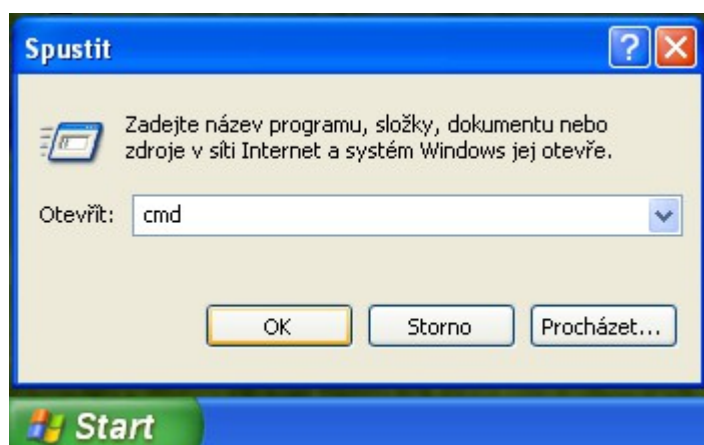 Spustit
Zadejte název programu, složky, dokumentu nebo
zdroje v síti Internet a systém Windows jej otevře.
Otevřít: cmd
OK Storno Procházet...
Start